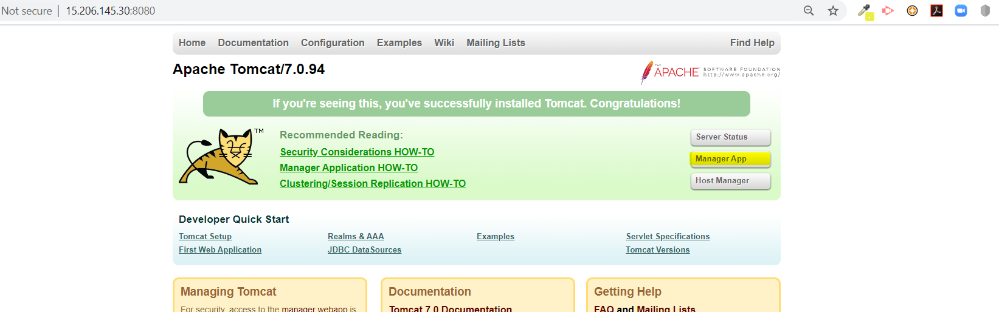 Not secure | 15.206.145.30:8080
Home Documentation Configuration Examples Wiki Mailing Lists Find Help
Apache Tomcat/7.0.94
THE APACHE SOFTWARE FOUNDATION
http://www.apache.org/
If you're seeing this, you've successfully installed Tomcat. Congratulations!
TM
Recommended Reading:
Security Considerations HOW-TO
Manager Application HOW-TO
Clustering/Session Replication HOW-TO
Server Status
Manager App
Host Manager
Developer Quick Start
Tomcat Setup
First Web Application
Realms & AAA
JDBC DataSources
Examples
Servlet Specifications
Tomcat Versions
Managing Tomcat
For security, access to the manager webapp is
Documentation
Tomcat 7.0 Documentation
Getting Help
FAQ and Mailing Lists